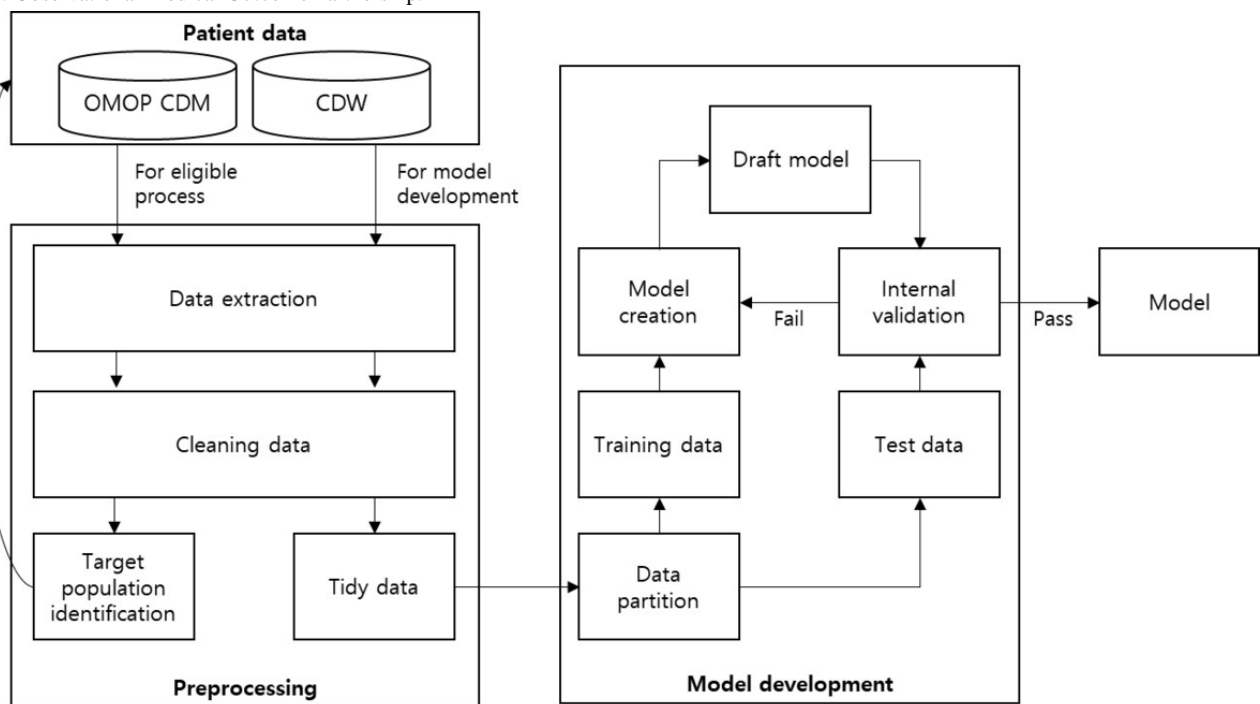 Patient data
OMOP CDM
CDW
For eligible
process
For model
development
Data extraction
Cleaning data
Target
population
identification
Tidy data
Preprocessing
Draft model
Model
creation
Fail
Internal
validation
Pass
Model
Training data
Test data
Data
partition
Model development